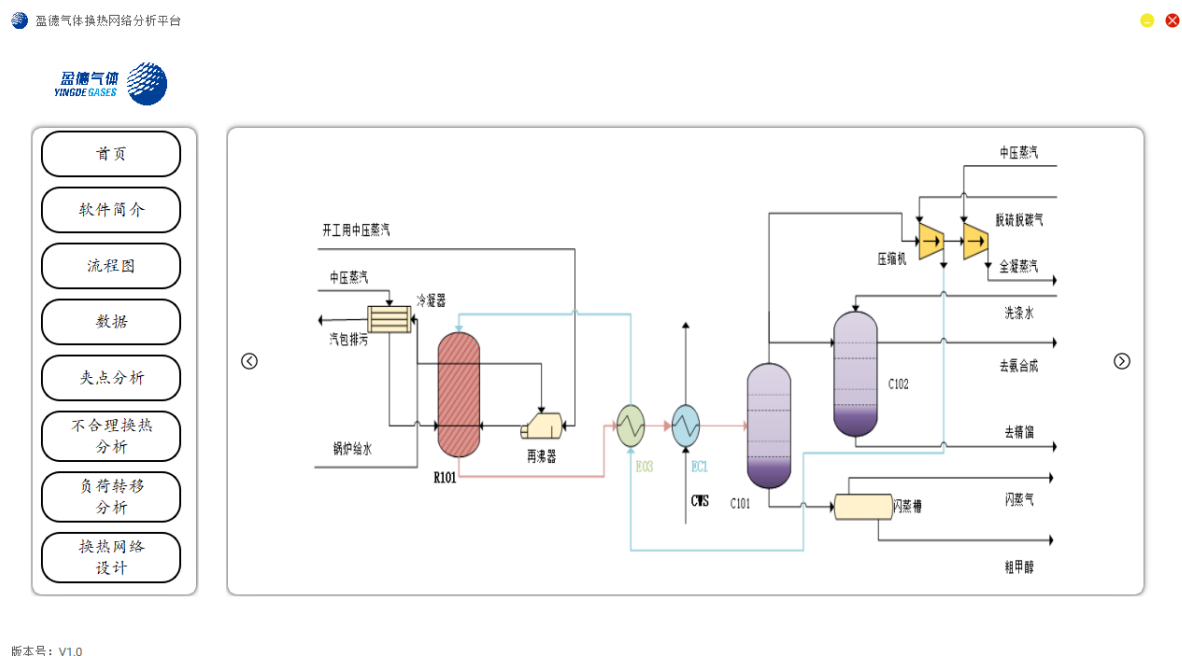 盈德气体换热网络分析平台
盈德气体
YINGDE GASES
首页
软件简介
流程图
数据
夹点分析
不合理换热
分析
负荷转移
分析
换热网络
设计
中压蒸汽
脱硫脱碳气
开工用中压蒸汽
压缩机
全凝蒸汽
中压蒸汽
冷凝器
洗涤水
汽包排污
去氨合成
C102
去精馏
锅炉给水
再沸器
R101
E03
EC1
CWS
C101
闪蒸槽
闪蒸气
粗甲醇
版本号：V1.0